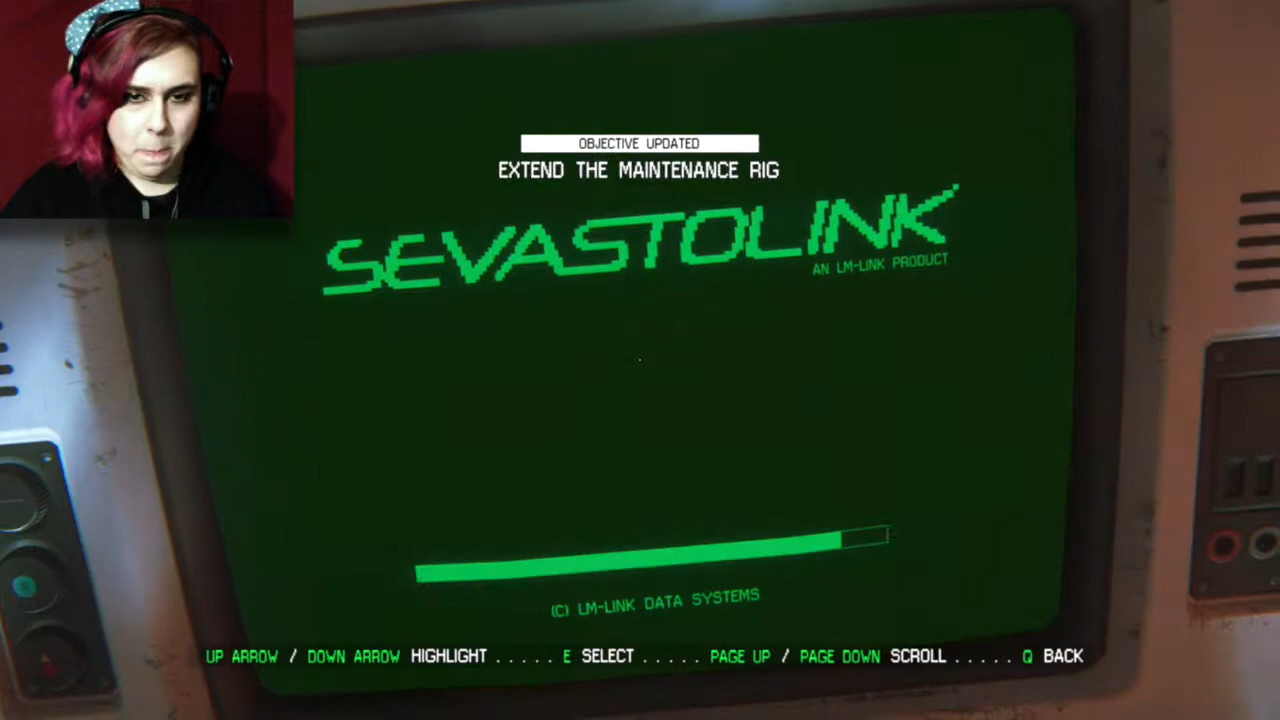 OBJECTIVE UPDATED
EXTEND THE MAINTENANCE RIG
SEVASTOLINK
AN LM-LINK PRODUCT
(C) LM-LINK DATA SYSTEMS
UP ARROW / DOWN ARROW HIGHLIGHT ..... E SELECT ..... PAGE UP / PAGE DOWN SCROLL ..... Q BACK